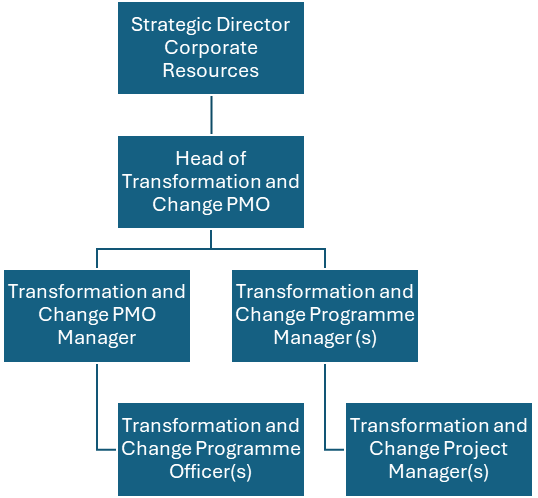 Strategic Director
Corporate
Resources
Head of
Transformation and
Change PMO
Transformation and
Change PMO
Manager
Transformation and
Change Programme
Manager (s)
Transformation and
Change Programme
Officer(s)
Transformation and
Change Project
Manager(s)